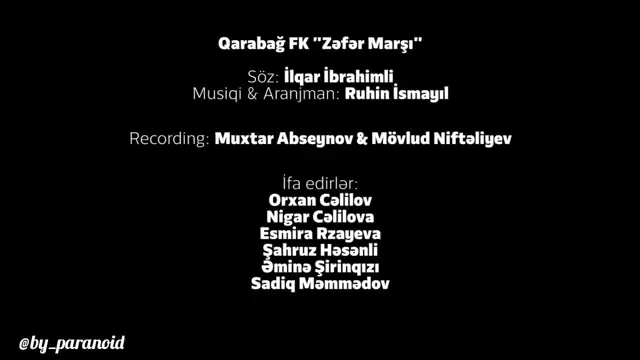 Qarabağ FK "Zəfər Marşı"
Söz: İlqar İbrahimli
Musiqi & Aranjman: Ruhin İsmayıl
Recording: Muxtar Abseynov & Mövlud Niftəliyev
İfa edirlər:
Orxan Cəlilov
Nigar Cəlilova
Esmira Rzayeva
Şahruz Həsənli
Əminə Şirinqızı
Sadiq Məmmədov
@by_paranoid